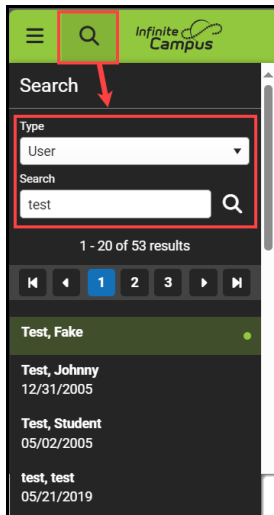 Infinite
Campus
Search
Type
User
Search
test
1 - 20 of 53 results
1 2 3
Test, Fake
Test, Johnny
12/31/2005
Test, Student
05/02/2005
test, test
05/21/2019